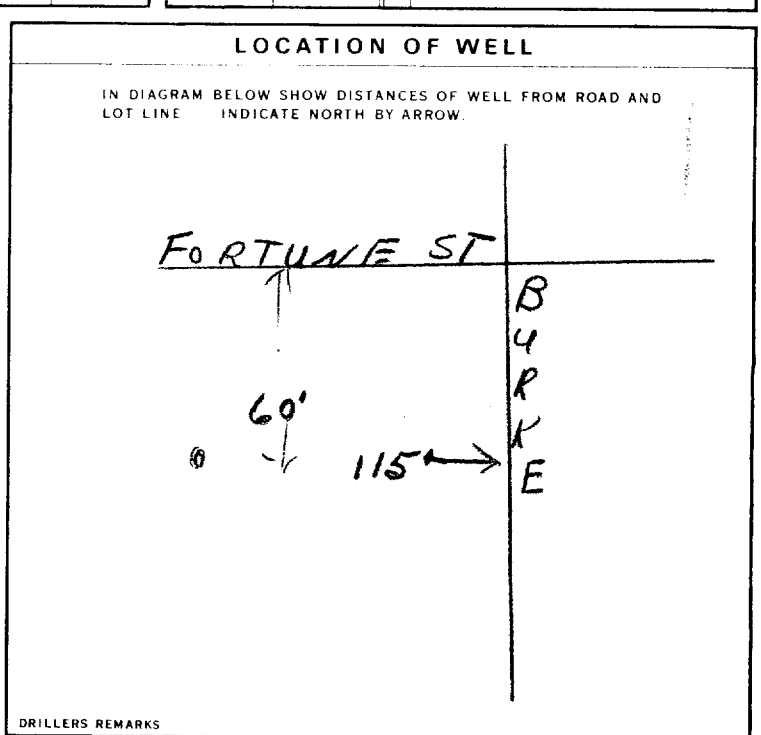 LOCATION OF WELL
IN DIAGRAM BELOW SHOW DISTANCES OF WELL FROM ROAD AND
LOT LINE INDICATE NORTH BY ARROW.
FORTUNE ST
BURKE
60'
115'
DRILLERS REMARKS